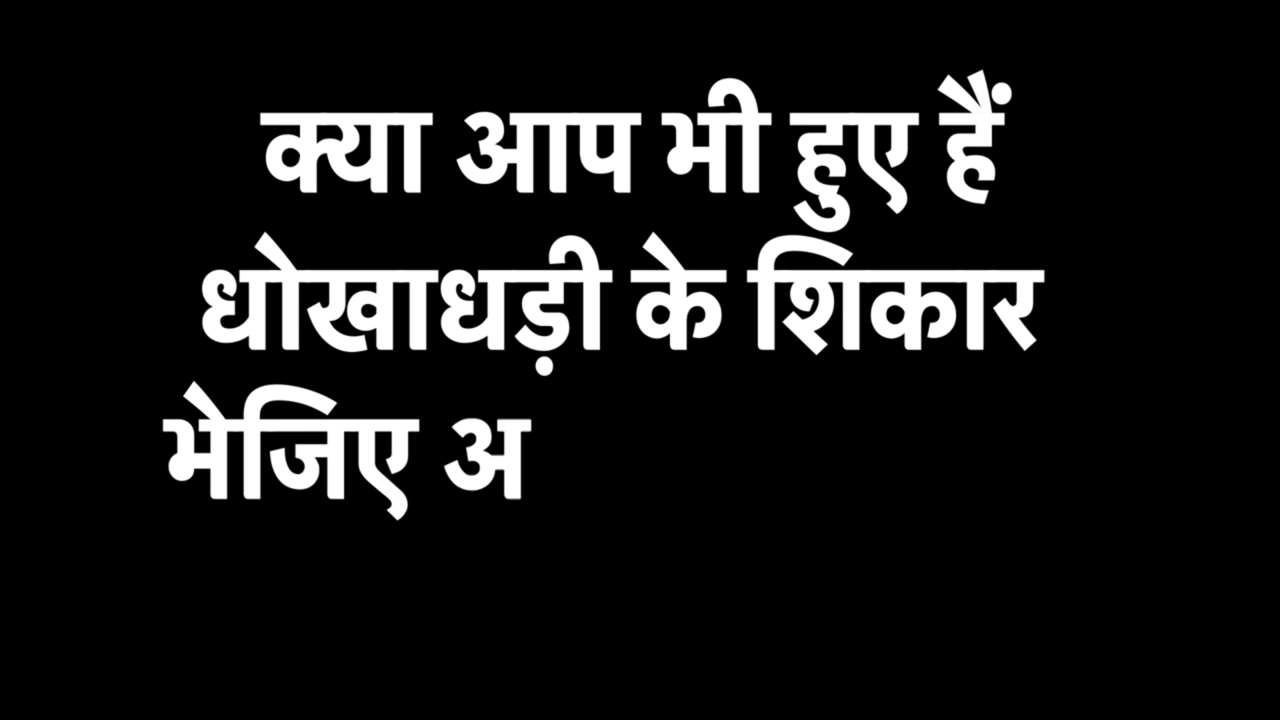 क्या आप भी हुए हैं
धोखाधड़ी के शिकार
भेजिए अ